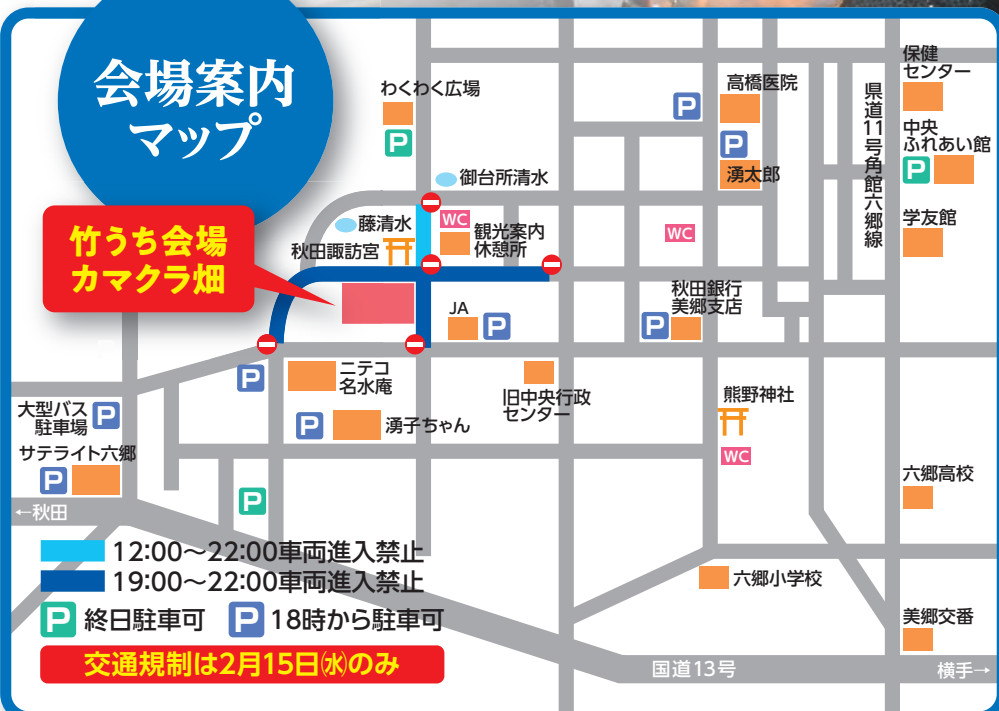 会場案内
マップ
竹うち会場
カマクラ畑
わくわく広場
P
御台所清水
藤清水
秋田諏訪宮
WC
観光案内
休憩所
P
高橋医院
P
湧太郎
WC
県道11号角館六郷線
保健
センター
中央
ふれあい館
P
学友館
JA
P
秋田銀行
美郷支店
P
P
ニテコ
名水庵
旧中央行政
センター
P
湧子ちゃん
熊野神社
WC
大型バス
駐車場
P
サテライト六郷
P
←秋田
P
六郷高校
六郷小学校
美郷交番
国道13号
横手→
12:00～22:00車両進入禁止
19:00～22:00車両進入禁止
P 終日駐車可 P 18時から駐車可
交通規制は2月15日㈬のみ